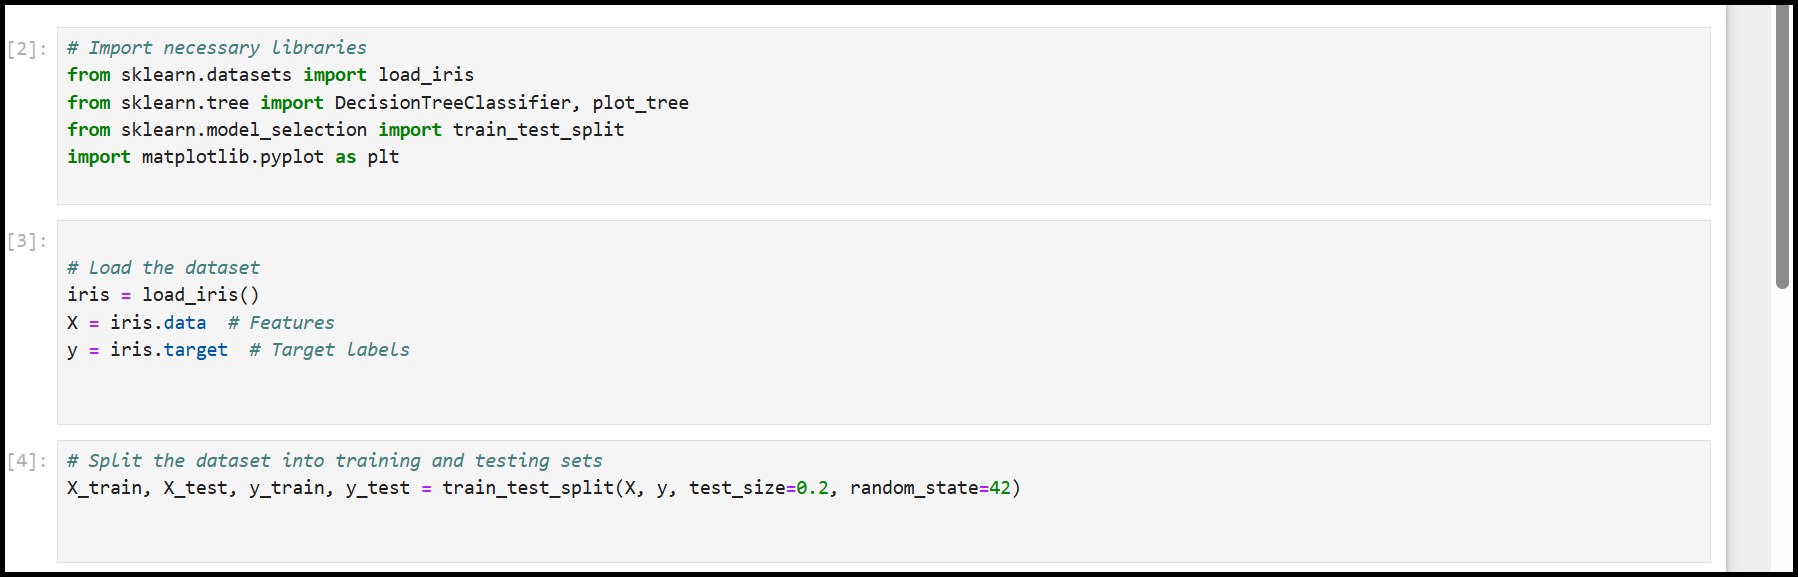 [2]:
# Import necessary libraries
from sklearn.datasets import load_iris
from sklearn.tree import DecisionTreeClassifier, plot_tree
from sklearn.model_selection import train_test_split
import matplotlib.pyplot as plt
[3]:
# Load the dataset
iris = load_iris()
X = iris.data  # Features
y = iris.target  # Target labels
[4]:
# Split the dataset into training and testing sets
X_train, X_test, y_train, y_test = train_test_split(X, y, test_size=0.2, random_state=42)